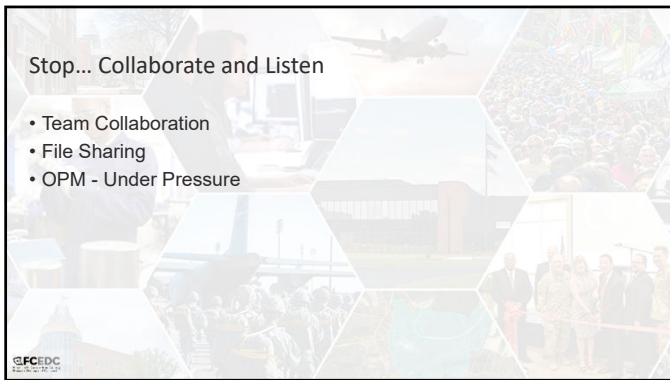 Stop... Collaborate and Listen
• Team Collaboration
• File Sharing
• OPM - Under Pressure
FCEDC